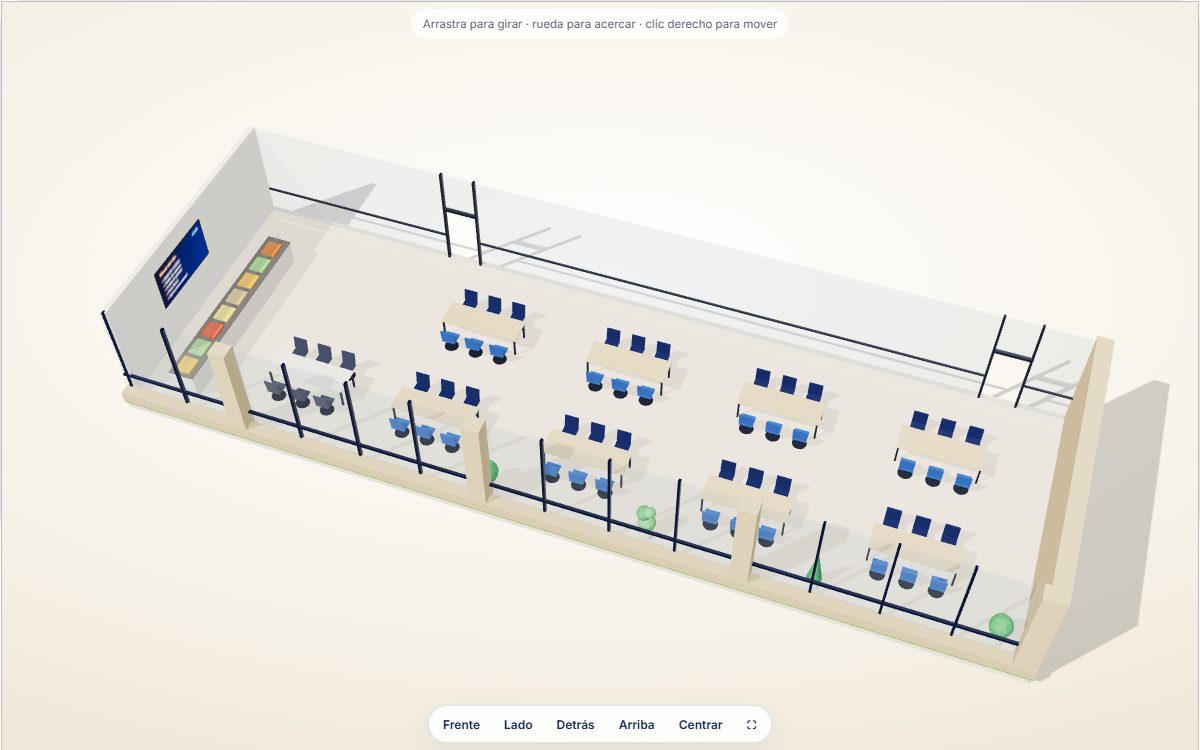 Arrastra para girar · rueda para acercar · clic derecho para mover
Frente Lado Detrás Arriba Centrar